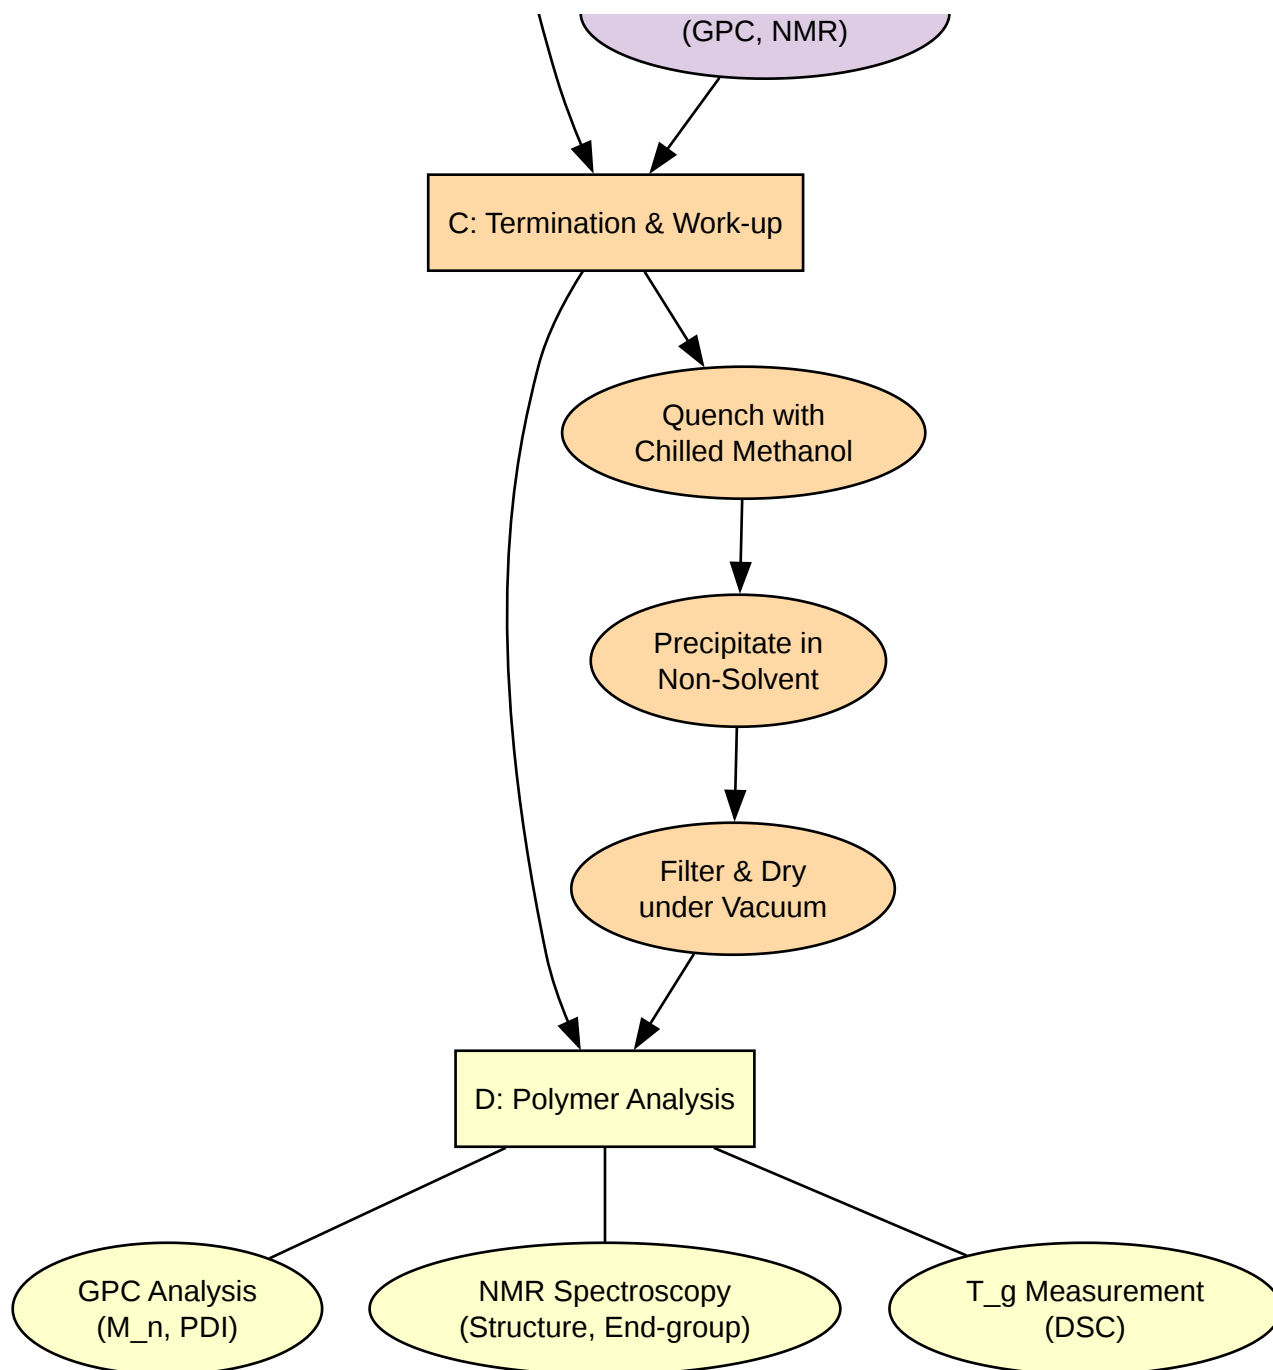 (GPC, NMR)
C: Termination & Work-up
Quench with
Chilled Methanol
Precipitate in
Non-Solvent
Filter & Dry
under Vacuum
D: Polymer Analysis
GPC Analysis
(M_n, PDI)
NMR Spectroscopy
(Structure, End-group)
T_g Measurement
(DSC)